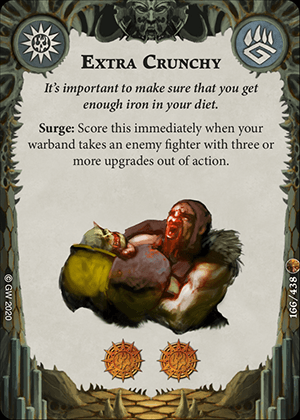 Extra Crunchy
It's important to make sure that you get
enough iron in your diet.
Surge: Score this immediately when your
warband takes an enemy fighter with three or
more upgrades out of action.
© GW 2020
166/438